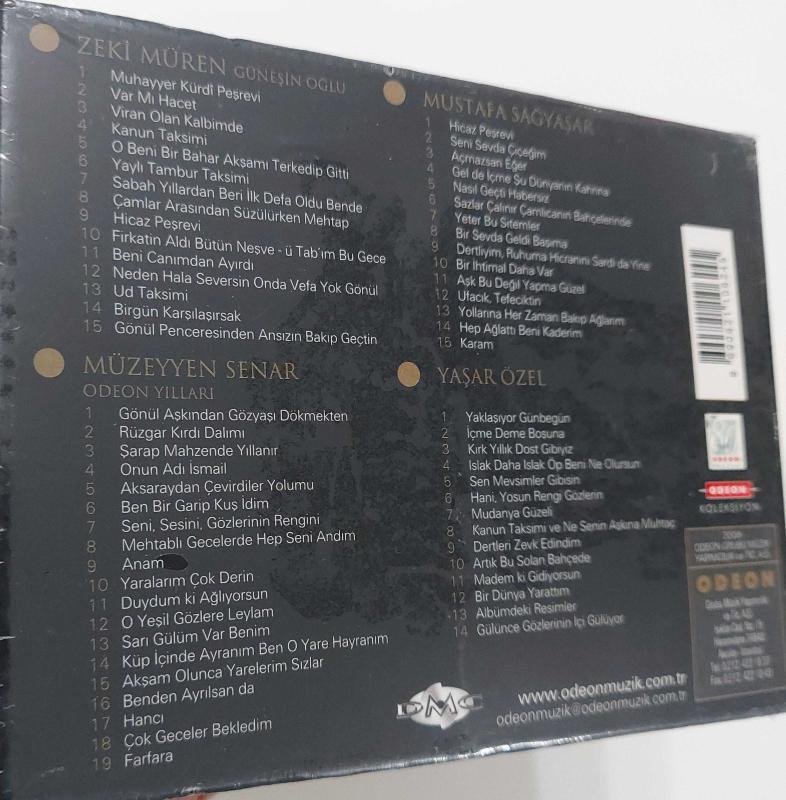 ZEKİ MÜREN GÜNEŞİN OĞLU
1 Muhayyer Kürdi Peşrevi
2 Var Mı Hacet
3 Viran Olan Kalbimde
4 Kanun Taksimi
5 O Beni Bir Bahar Akşamı Terkedip Gitti
6 Yaylı Tambur Taksimi
7 Sabah Yıllardan Beri İlk Defa Oldu Bende
8 Çamlar Arasından Süzülürken Mehtap
9 Hicaz Peşrevi
10 Firkatin Aldı Bütün Neşve - ü Tab'ım Bu Gece
11 Beni Canımdan Ayırdı
12 Neden Hala Seversin Onda Vefa Yok Gönül
13 Ud Taksimi
14 Birgün Karşılaşırsak
15 Gönül Penceresinden Ansızın Bakıp Geçtin
MÜZEYYEN SENAR
ODEON YILLARI
1 Gönül Aşkından Gözyaşı Dökmekten
2 Rüzgar Kırdı Dalımı
3 Şarap Mahzende Yıllanır
4 Onun Adı İsmail
5 Aksaraydan Çevirdiler Yolumu
6 Ben Bir Garip Kuş İdim
7 Seni, Sesini, Gözlerinin Rengini
8 Mehtablı Gecelerde Hep Seni Andım
9 Anam
10 Yaralarım Çok Derin
11 Duydum ki Ağlıyorsun
12 O Yeşil Gözlere Leylam
13 Sarı Gülüm Var Benim
14 Küp İçinde Ayranım Ben O Yare Hayranım
15 Akşam Olunca Yarelerim Sızlar
16 Benden Ayrılsan da
17 Hancı
18 Çok Geceler Bekledim
19 Farfara
MUSTAFA SAĞYAŞAR
1 Hicaz Peşrevi
2 Seni Sevda Çiçeğim
3 Açmazsan Eğer
4 Gel de İçme Şu Dünyanın Kahrına
5 Nasıl Geçti Habersiz
6 Sazlar Çalınır Çamlıcanın Bahçelerinde
7 Yeter Bu Sitemler
8 Bir Sevda Geldi Başıma
9 Dertliyim, Ruhuma Hicranını Sardı da Yine
10 Bir İhtimal Daha Var
11 Aşk Bu Değil Yapma Güzel
12 Ufacık, Tefeciktin
13 Yollarına Her Zaman Bakıp Ağlarım
14 Hep Ağlattı Beni Kaderim
15 Karam
YAŞAR ÖZEL
1 Yaklaşıyor Günbegün
2 İçme Deme Boşuna
3 Kırk Yıllık Dost Gibiyiz
4 Islak Daha Islak Öp Beni Ne Olursun
5 Sen Mevsimler Gibisin
6 Hani, Yosun Rengi Gözlerin
7 Mudanya Güzeli
8 Kanun Taksimi ve Ne Senin Aşkına Muhtaç
9 Dertleri Zevk Edindim
10 Artık Bu Solan Bahçede
11 Madem ki Gidiyorsun
12 Bir Dünya Yarattım
13 Albümdeki Resimler
14 Gülünce Gözlerinin İçi Gülüyor
ODEON
ODEON
KOLEKSİYON
2006
ODEON
DMC
www.odeonmuzik.com.tr
odeonmuzik@odeonmuzik.com.tr